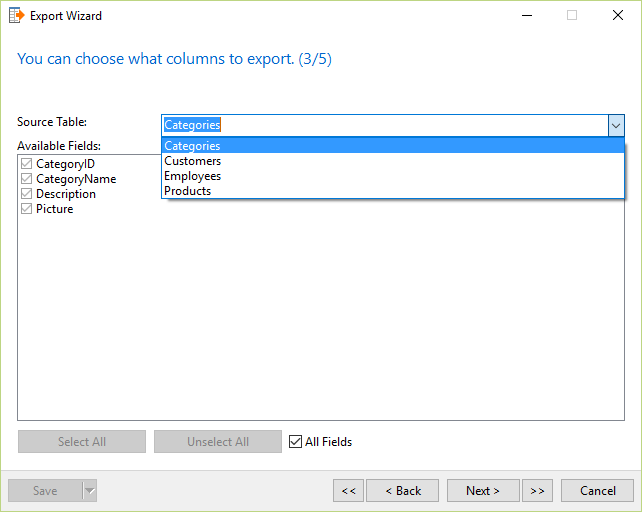 Export Wizard
You can choose what columns to export. (3/5)
Source Table:
Categories
Categories
Customers
Employees
Products
Available Fields:
CategoryID
CategoryName
Description
Picture
Select All
Unselect All
All Fields
Save
<<
< Back
Next >
>>
Cancel